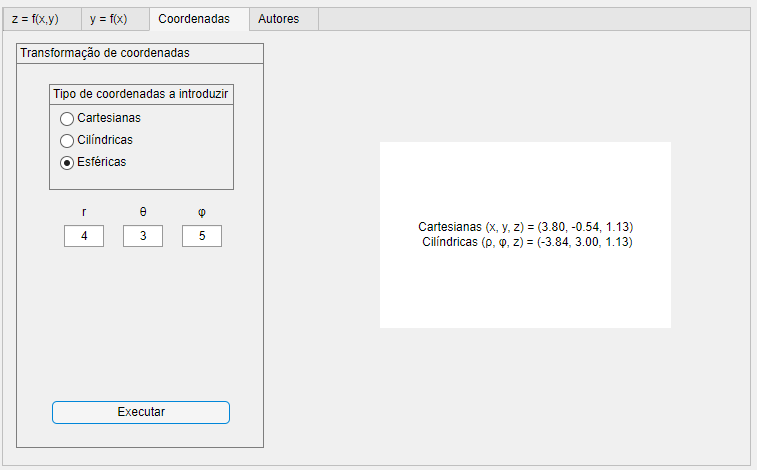 z = f(x,y) y = f(x) Coordenadas Autores
Transformação de coordenadas
Tipo de coordenadas a introduzir
Cartesianas
Cilíndricas
Esféricas
r θ φ
4 3 5
Executar
Cartesianas (x, y, z) = (3.80, -0.54, 1.13)
Cilíndricas (ρ, φ, z) = (-3.84, 3.00, 1.13)